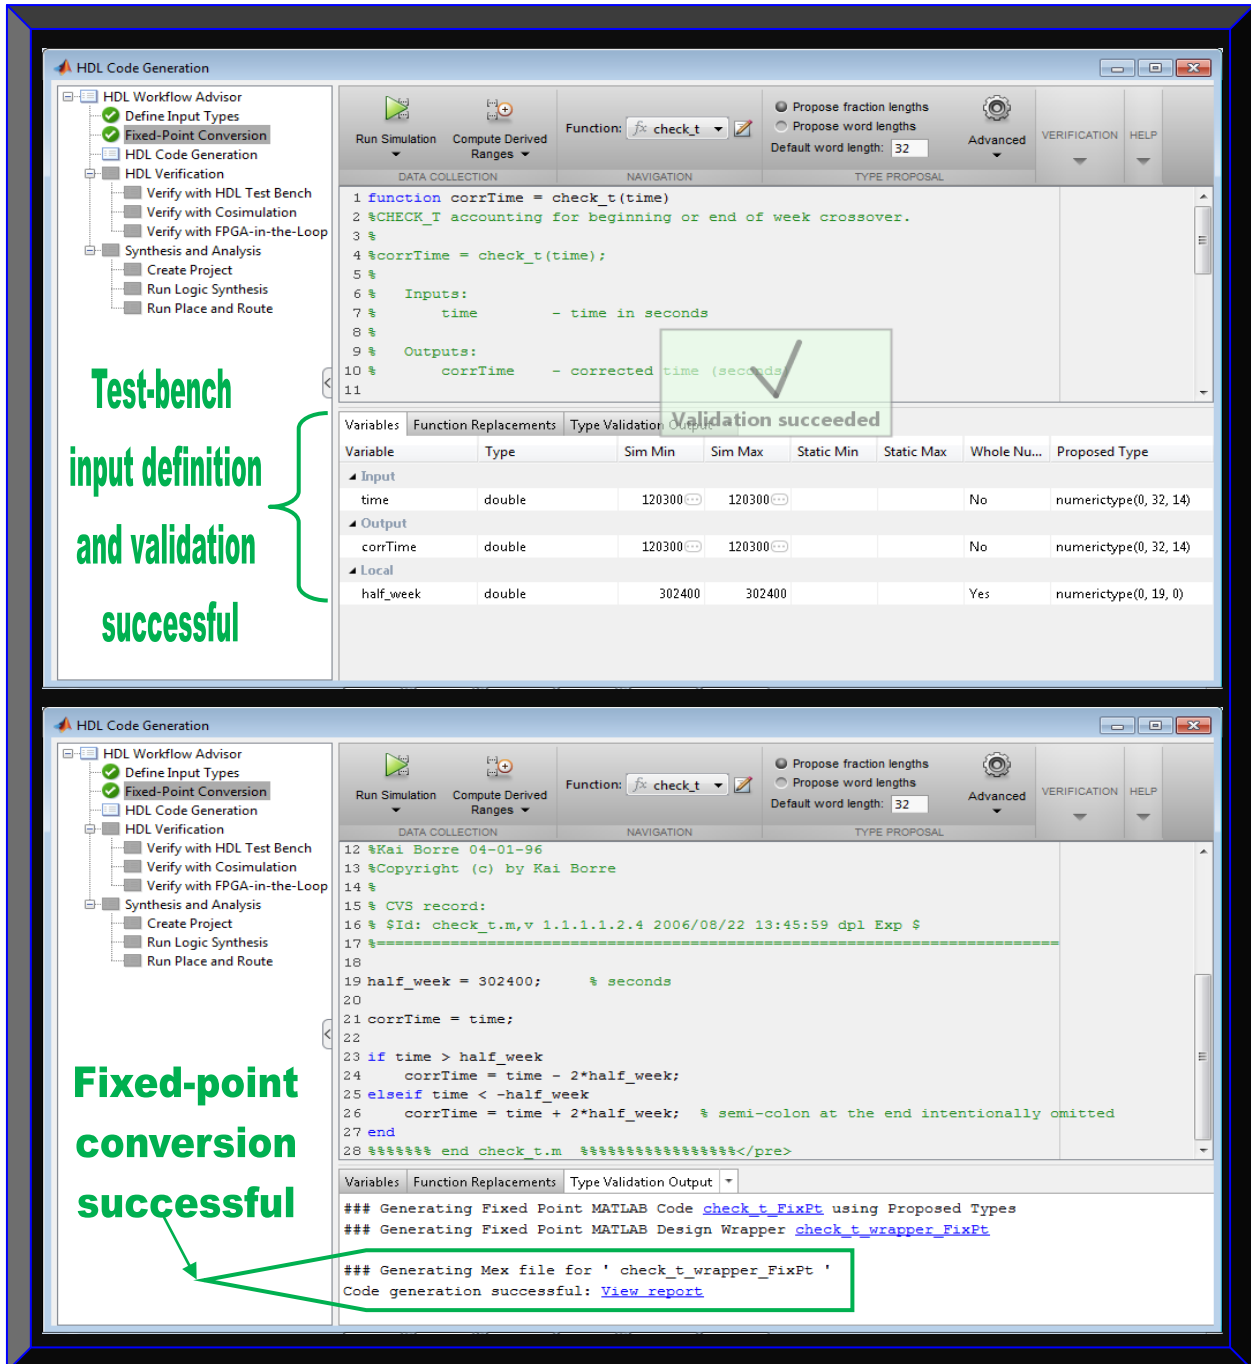 HDL Code Generation
HDL Workflow Advisor
Define Input Types
Fixed-Point Conversion
HDL Code Generation
HDL Verification
Verify with HDL Test Bench
Verify with Cosimulation
Verify with FPGA-in-the-Loop
Synthesis and Analysis
Create Project
Run Logic Synthesis
Run Place and Route
Test-bench
input definition
and validation
successful
Run Simulation
Compute Derived
Ranges
DATA COLLECTION
Function: fx check_t
NAVIGATION
Propose fraction lengths
Propose word lengths
Default word length: 32
TYPE PROPOSAL
Advanced
VERIFICATION
HELP
1 function corrTime = check_t(time)
2 %CHECK_T accounting for beginning or end of week crossover.
3 %
4 %corrTime = check_t(time);
5 %
6 % Inputs:
7 % time - time in seconds
8 %
9 % Outputs:
10 % corrTime - corrected time (seconds
11
Validation succeeded
Variables Function Replacements Type Validation Output
Variable Type Sim Min Sim Max Static Min Static Max Whole Nu... Proposed Type
Input
time double 120300 120300 No numerictype(0, 32, 14)
Output
corrTime double 120300 120300 No numerictype(0, 32, 14)
Local
half_week double 302400 302400 Yes numerictype(0, 19, 0)
HDL Code Generation
HDL Workflow Advisor
Define Input Types
Fixed-Point Conversion
HDL Code Generation
HDL Verification
Verify with HDL Test Bench
Verify with Cosimulation
Verify with FPGA-in-the-Loop
Synthesis and Analysis
Create Project
Run Logic Synthesis
Run Place and Route
Fixed-point
conversion
successful
Run Simulation
Compute Derived
Ranges
DATA COLLECTION
Function: fx check_t
NAVIGATION
Propose fraction lengths
Propose word lengths
Default word length: 32
TYPE PROPOSAL
Advanced
VERIFICATION
HELP
12 %Kai Borre 04-01-96
13 %Copyright (c) by Kai Borre
14 %
15 % CVS record:
16 % $Id: check_t.m,v 1.1.1.1.2.4 2006/08/22 13:45:59 dpl Exp $
17 %==========================================================================
18
19 half_week = 302400; % seconds
20
21 corrTime = time;
22
23 if time > half_week
24 corrTime = time - 2*half_week;
25 elseif time < -half_week
26 corrTime = time + 2*half_week; % semi-colon at the end intentionally omitted
27 end
28 %%%%%%% end check_t.m %%%%%%%%%%%%%%%%%</pre>
Variables Function Replacements Type Validation Output
### Generating Fixed Point MATLAB Code check_t_FixPt using Proposed Types
### Generating Fixed Point MATLAB Design Wrapper check_t_wrapper_FixPt
### Generating Mex file for ' check_t_wrapper_FixPt '
Code generation successful: View report